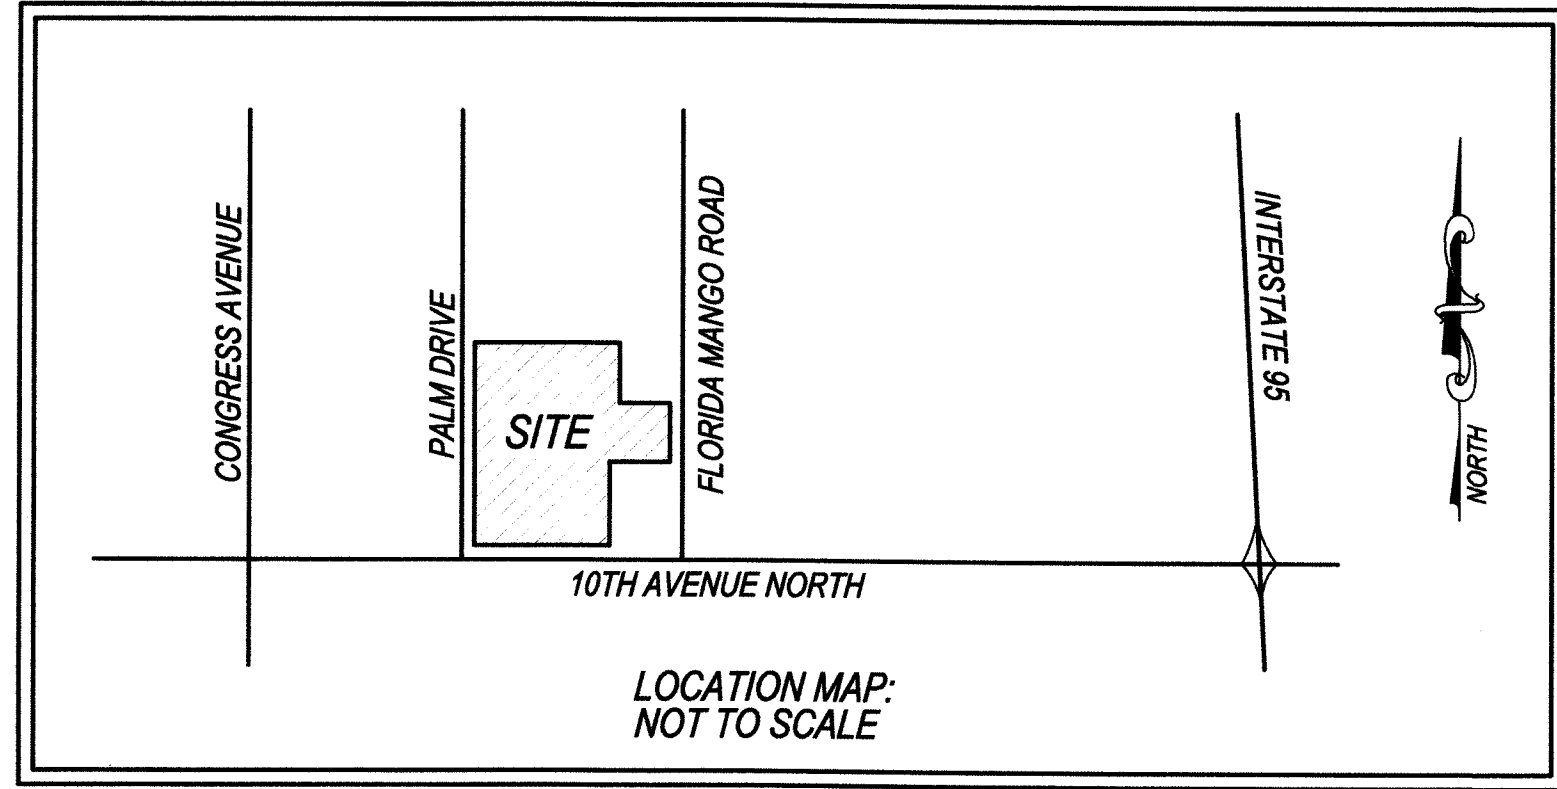 CONGRESS AVENUE
PALM DRIVE
SITE
FLORIDA MANGO ROAD
INTERSTATE 95
NORTH
10TH AVENUE NORTH
LOCATION MAP:
NOT TO SCALE